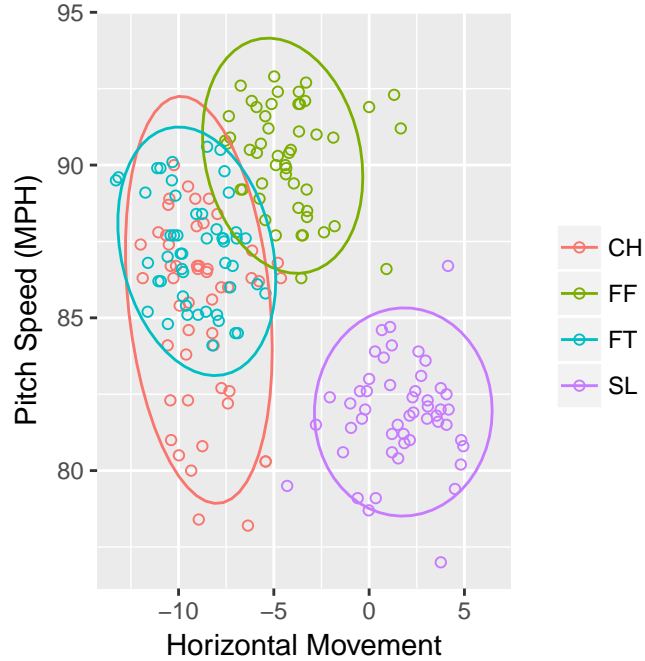 95
90
85
80
Pitch Speed (MPH)
−10
−5
0
5
Horizontal Movement
CH
FF
FT
SL